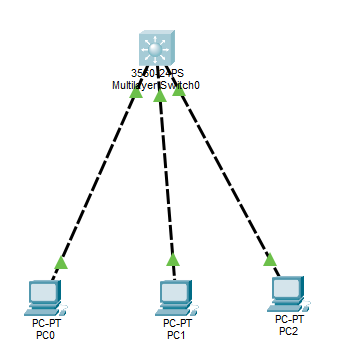 3560-24PS
Multilayer Switch0
PC-PT
PC0
PC-PT
PC1
PC-PT
PC2